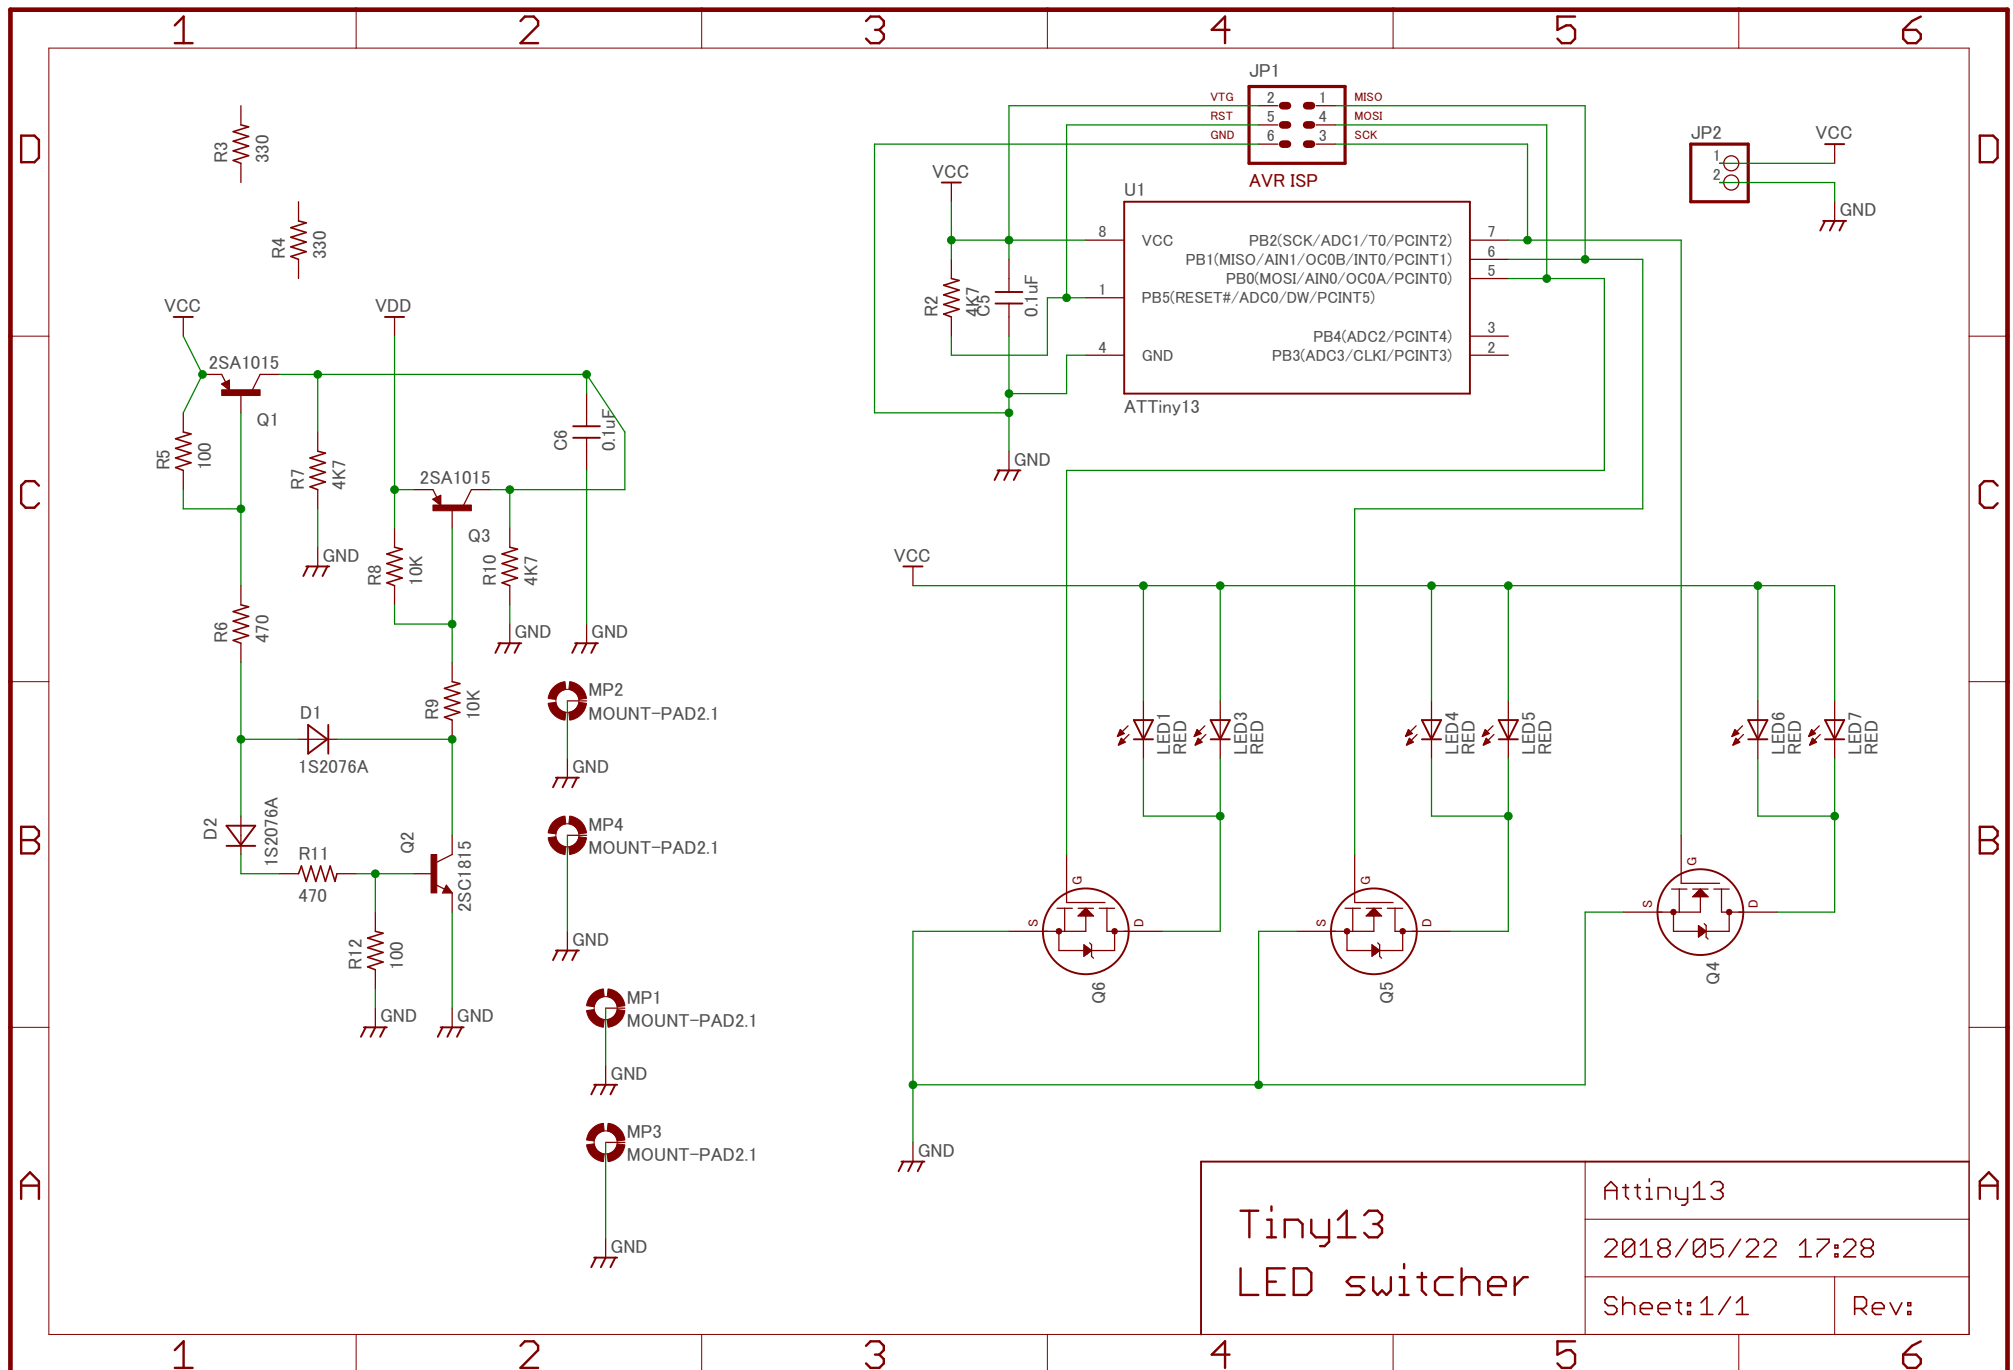 1 2 3 4 5 6
D
D
C
C
B
B
A
A
R3
330
R4
330
VCC
2SA1015
Q1
R5
100
R7
4K7
GND
VDD
2SA1015
Q3
R8
10K
R10
4K7
GND
C6
0.1uF
GND
R6
470
R9
10K
D1
1S2076A
D2
1S2076A
R11
470
Q2
2SC1815
R12
100
GND
GND
MP2
MOUNT-PAD2.1
GND
MP4
MOUNT-PAD2.1
GND
MP1
MOUNT-PAD2.1
GND
MP3
MOUNT-PAD2.1
GND
JP1
VTG 2 1 MISO
RST 5 4 MOSI
GND 6 3 SCK
AVR ISP
JP2
1
2
VCC
GND
VCC
R2
4K7
C5
0.1uF
GND
U1
8 VCC PB2(SCK/ADC1/T0/PCINT2) 7
PB1(MISO/AIN1/OC0B/INT0/PCINT1) 6
PB0(MOSI/AIN0/OC0A/PCINT0) 5
1 PB5(RESET#/ADC0/DW/PCINT5)
PB4(ADC2/PCINT4) 3
4 GND PB3(ADC3/CLKI/PCINT3) 2
ATTiny13
VCC
LED1
RED
LED3
RED
LED4
RED
LED5
RED
LED6
RED
LED7
RED
G
S
D
Q6
G
S
D
Q5
G
S
D
Q4
GND
Tiny13
LED switcher
Attiny13
2018/05/22 17:28
Sheet:1/1
Rev:
1 2 3 4 5 6